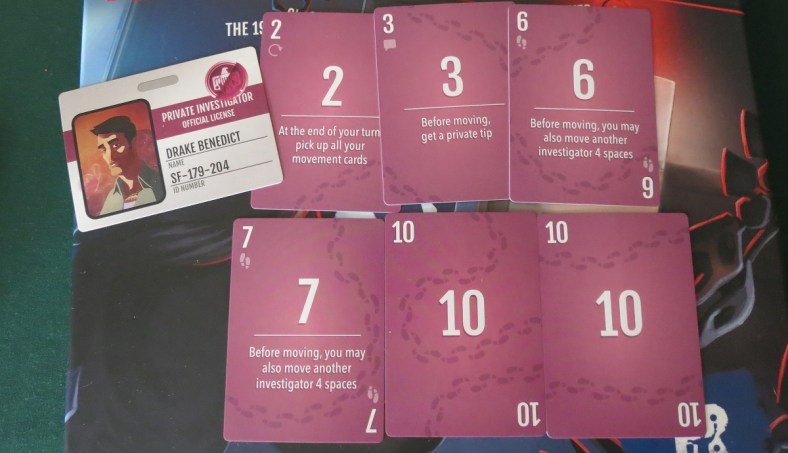 THE 19
PRIVATE INVESTIGATOR
OFFICIAL LICENSE
DRAKE BENEDICT
NAME
SF-179-204
ID NUMBER
2
2
At the end of your turn
pick up all your
movement cards
3
3
Before moving,
get a private tip
6
6
Before moving, you may
also move another
investigator 4 spaces
6
7
7
Before moving, you may
also move another
investigator 4 spaces
7
10
10
10
10
10
10